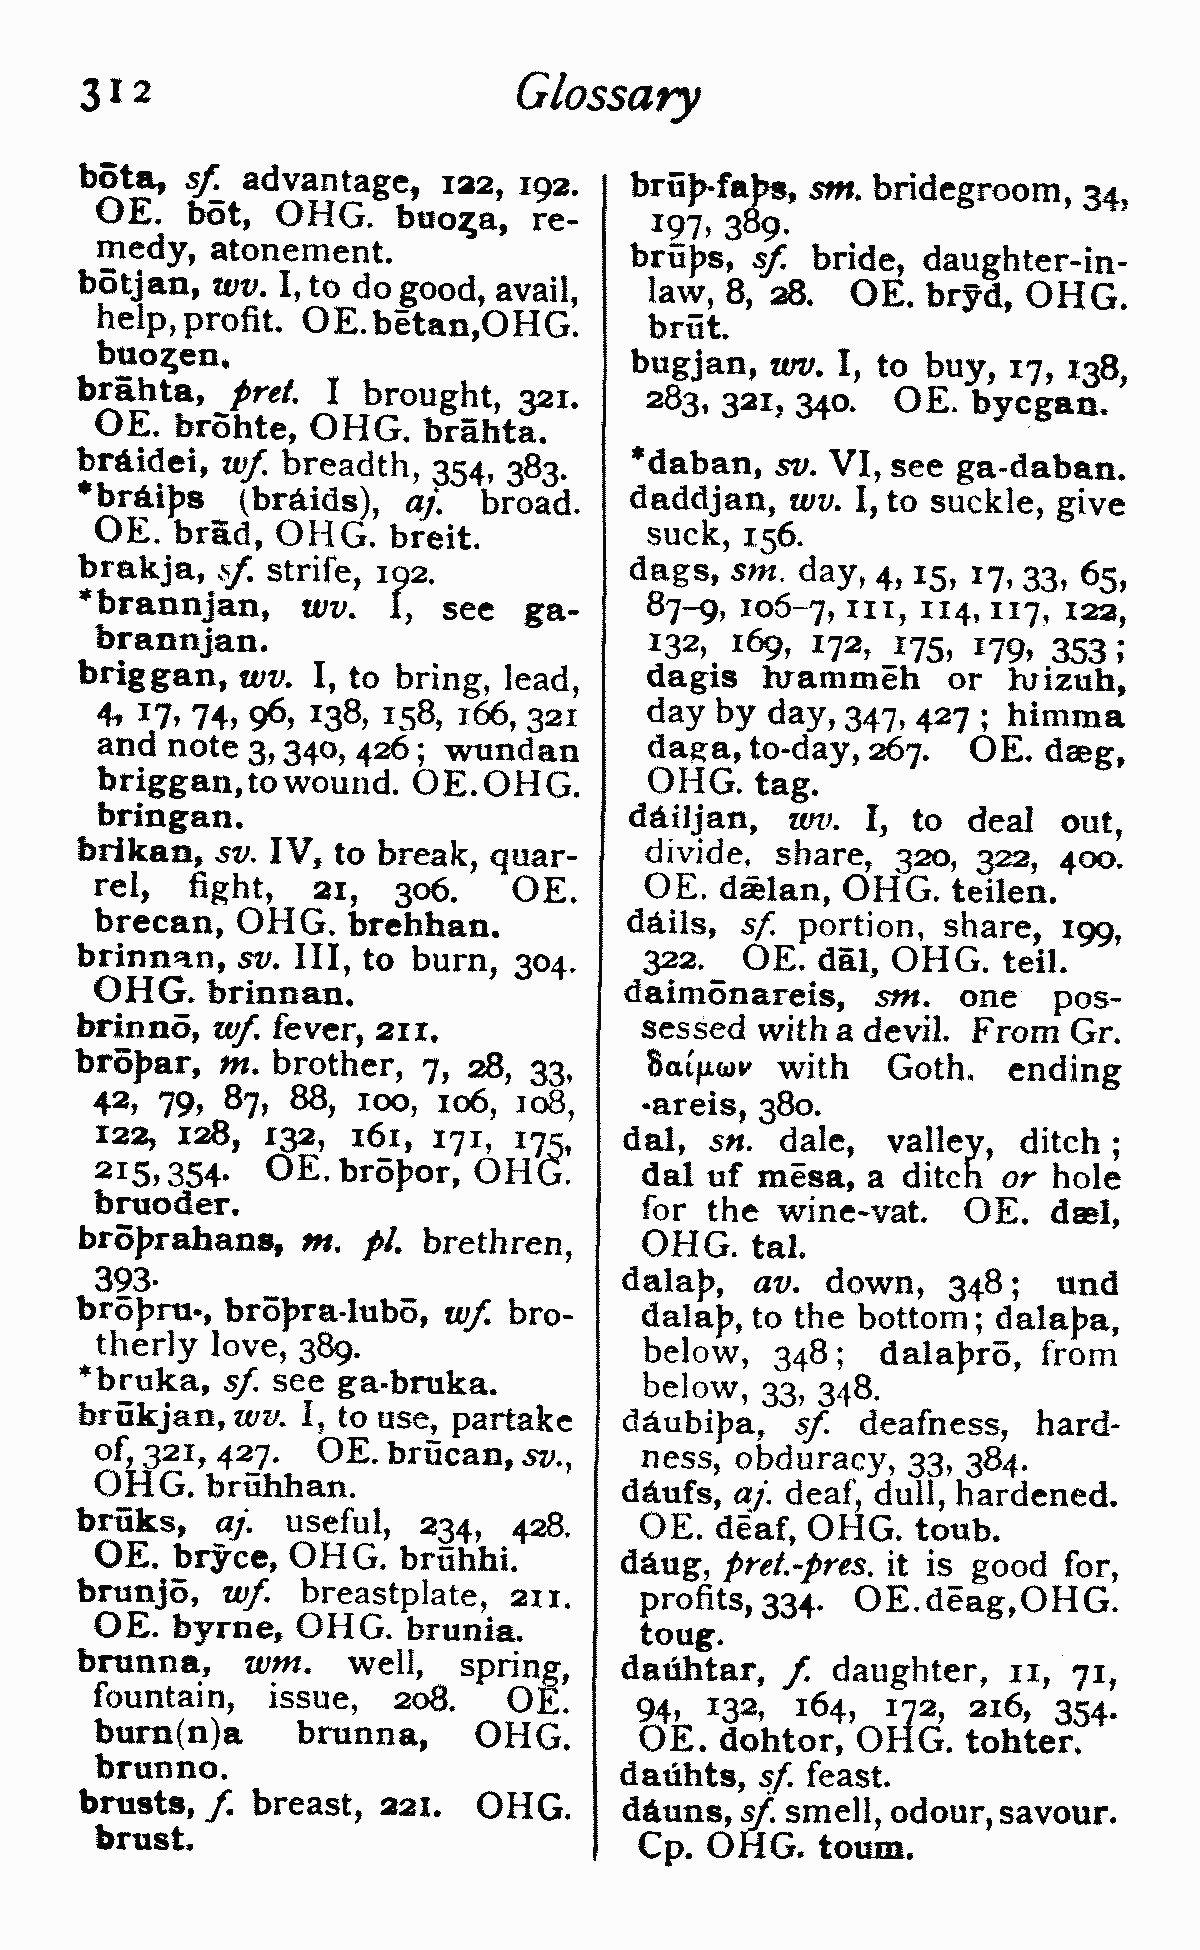 312 Glossary
bōta, sf. advantage, 122, 192.
OE. bōt, OHG. buoʒa, re-
medy, atonement.
bōtjan, wv. I, to do good, avail,
help, profit. OE. bētan, OHG.
buoʒen.
brāhta, pret. I brought, 321.
OE. brōhte, OHG. brāhta.
bráidei, wf. breadth, 354, 383.
*bráiþs (bráids), aj. broad.
OE. brād, OHG. breit.
brakja, sf. strife, 192.
*brannjan, wv. I, see ga-
brannjan.
briggan, wv. I, to bring, lead,
4, 17, 74, 96, 138, 158, 166, 321
and note 3, 340, 426; wundan
briggan, to wound. OE. OHG.
bringan.
brikan, sv. IV, to break, quar-
rel, fight, 21, 306. OE.
brecan, OHG. brehhan.
brinnan, sv. III, to burn, 304.
OHG. brinnan.
brinnō, wf. fever, 211.
brōþar, m. brother, 7, 28, 33,
42, 79, 87, 88, 100, 106, 108,
122, 128, 132, 161, 171, 175,
215, 354. OE. brōþor, OHG.
bruoder.
brōþrahans, m. pl. brethren,
393.
brōþru-, brōþra-lubō, wf. bro-
therly love, 389.
*bruka, sf. see ga-bruka.
brūkjan, wv. I, to use, partake
of, 321, 427. OE. brūcan, sv.,
OHG. brūhhan.
brūks, aj. useful, 234, 428.
OE. brȳce, OHG. brūhhi.
brunjō, wf. breastplate, 211.
OE. byrne, OHG. brunia.
brunna, wm. well, spring,
fountain, issue, 208. OE.
burn(n)a brunna, OHG.
brunno.
brusts, f. breast, 221. OHG.
brust.
brūþ-faþs, sm. bridegroom, 34,
197, 389.
brūþs, sf. bride, daughter-in-
law, 8, 28. OE. brȳd, OHG.
brūt.
bugjan, wv. I, to buy, 17, 138,
283, 321, 340. OE. bycgan.
*daban, sv. VI, see ga-daban.
daddjan, wv. I, to suckle, give
suck, 156.
dags, sm. day, 4, 15, 17, 33, 65,
87–9, 106–7, 111, 114, 117, 122,
132, 169, 172, 175, 179, 353;
dagis ƕammēh or ƕizuh,
day by day, 347, 427; himma
daga, to-day, 267. OE. dæg,
OHG. tag.
dáiljan, wv. I, to deal out,
divide, share, 320, 322, 400.
OE. dǣlan, OHG. teilen.
dáils, sf. portion, share, 199,
322. OE. dāl, OHG. teil.
daimōnareis, sm. one pos-
sessed with a devil. From Gr.
δαίμων with Goth. ending
-areis, 380.
dal, sn. dale, valley, ditch;
dal uf mēsa, a ditch or hole
for the wine-vat. OE. dæl,
OHG. tal.
dalaþ, av. down, 348; und
dalaþ, to the bottom; dalaþa,
below, 348; dalaþrō, from
below, 33, 348.
dáubiþa, sf. deafness, hard-
ness, obduracy, 33, 384.
dáufs, aj. deaf, dull, hardened.
OE. dēaf, OHG. toub.
dáug, pret.-pres. it is good for,
profits, 334. OE. dēag, OHG.
toug.
daúhtar, f. daughter, 11, 71,
94, 132, 164, 172, 216, 354.
OE. dohtor, OHG. tohter.
daúhts, sf. feast.
dáuns, sf. smell, odour, savour.
Cp. OHG. toum.